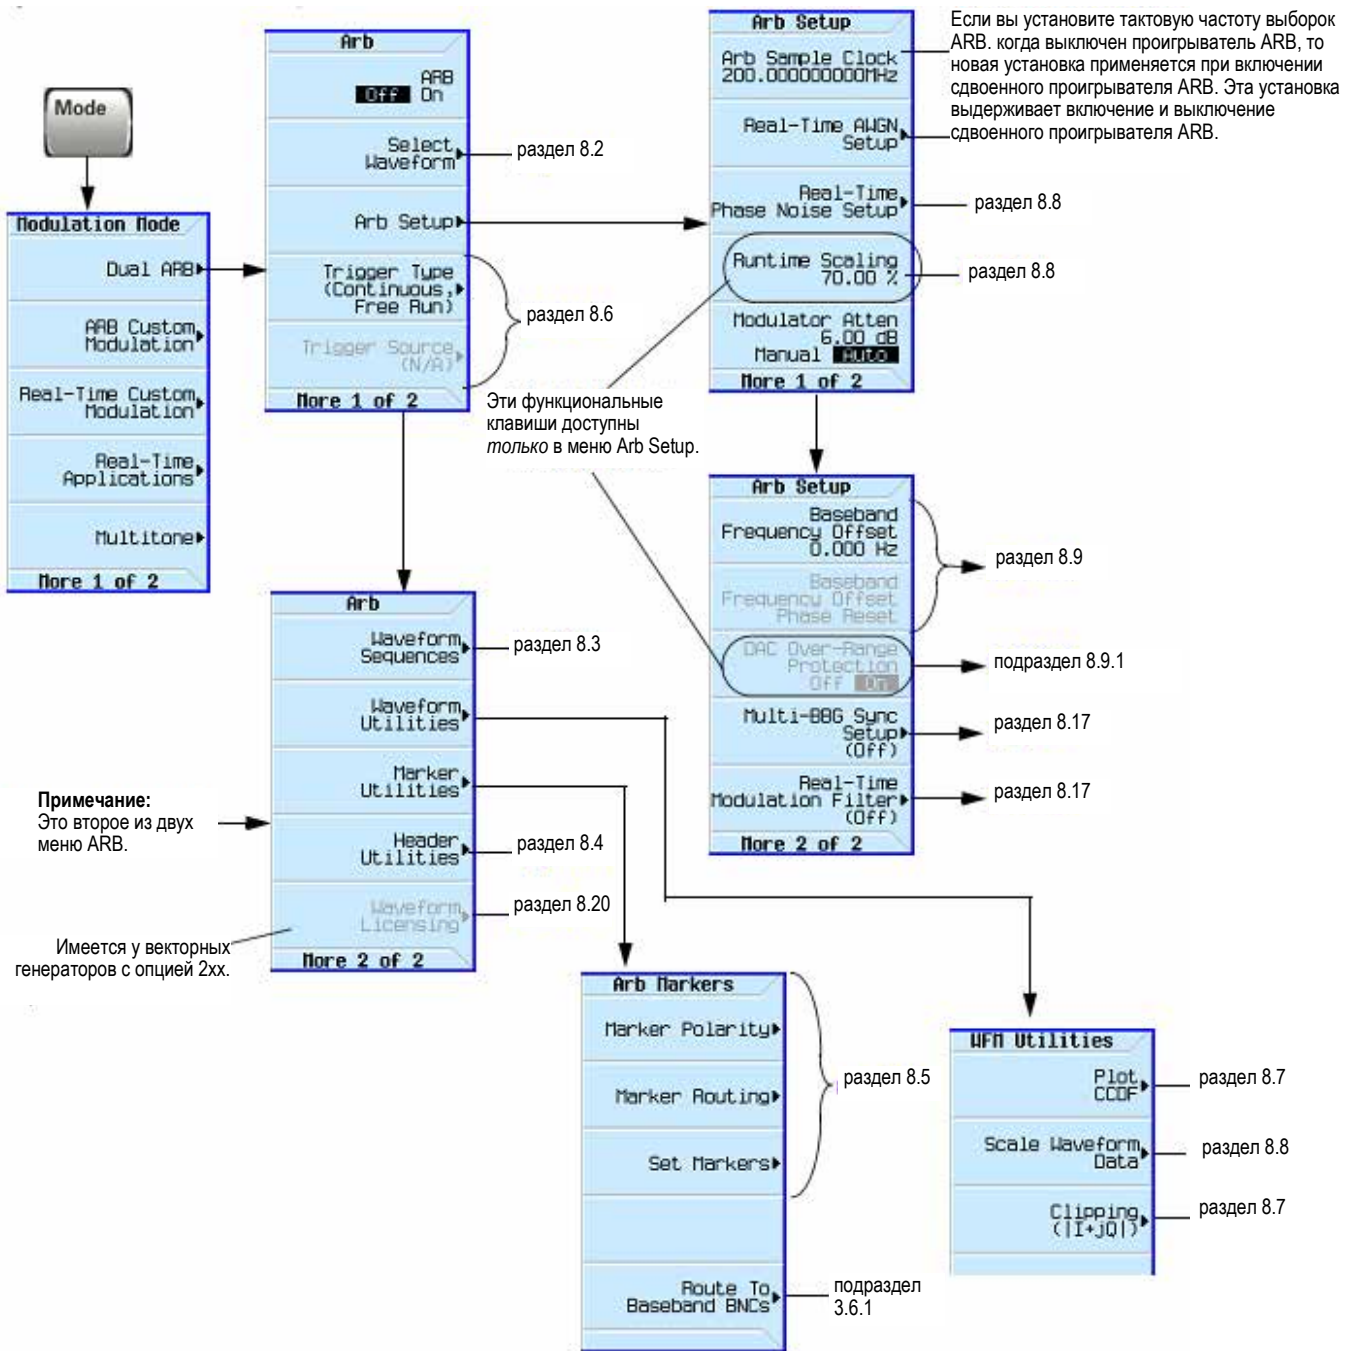 Mode
Modulation Mode
Dual ARB
ARB Custom
Modulation
Real-Time Custom
Modulation
Real-Time
Applications
Multitone
More 1 of 2
Arb
ARB
Off On
Select
Waveform
Arb Setup
Trigger Type
(Continuous,
Free Run)
Trigger Source
(N/A)
More 1 of 2
раздел 8.2
раздел 8.6
Arb Setup
Arb Sample Clock
200.000000000MHz
Real-Time AWGN
Setup
Real-Time
Phase Noise Setup
Runtime Scaling
70.00 %
Modulator Atten
6.00 dB
Manual Auto
More 1 of 2
Если вы установите тактовую частоту выборок
ARB. когда выключен проигрыватель ARB, то
новая установка применяется при включении
сдвоенного проигрывателя ARB. Эта установка
выдерживает включение и выключение
сдвоенного проигрывателя ARB.
раздел 8.8
раздел 8.8
Эти функциональные
клавиши доступны
только в меню Arb Setup.
Arb Setup
Baseband
Frequency Offset
0.000 Hz
Baseband
Frequency Offset
Phase Reset
DAC Over-Range
Protection
Off On
Multi-BBG Sync
Setup
(Off)
Real-Time
Modulation Filter
(Off)
More 2 of 2
раздел 8.9
подраздел 8.9.1
раздел 8.17
раздел 8.17
Arb
Waveform
Sequences
Waveform
Utilities
Marker
Utilities
Header
Utilities
Waveform
Licensing
More 2 of 2
раздел 8.3
раздел 8.4
раздел 8.20
Примечание:
Это второе из двух
меню ARB.
Имеется у векторных
генераторов с опцией 2xx.
Arb Markers
Marker Polarity
Marker Routing
Set Markers
Route To
Baseband BNCs
раздел 8.5
подраздел
3.6.1
WFM Utilities
Plot
CCDF
Scale Waveform
Data
Clipping
(|I+jQ|)
раздел 8.7
раздел 8.8
раздел 8.7